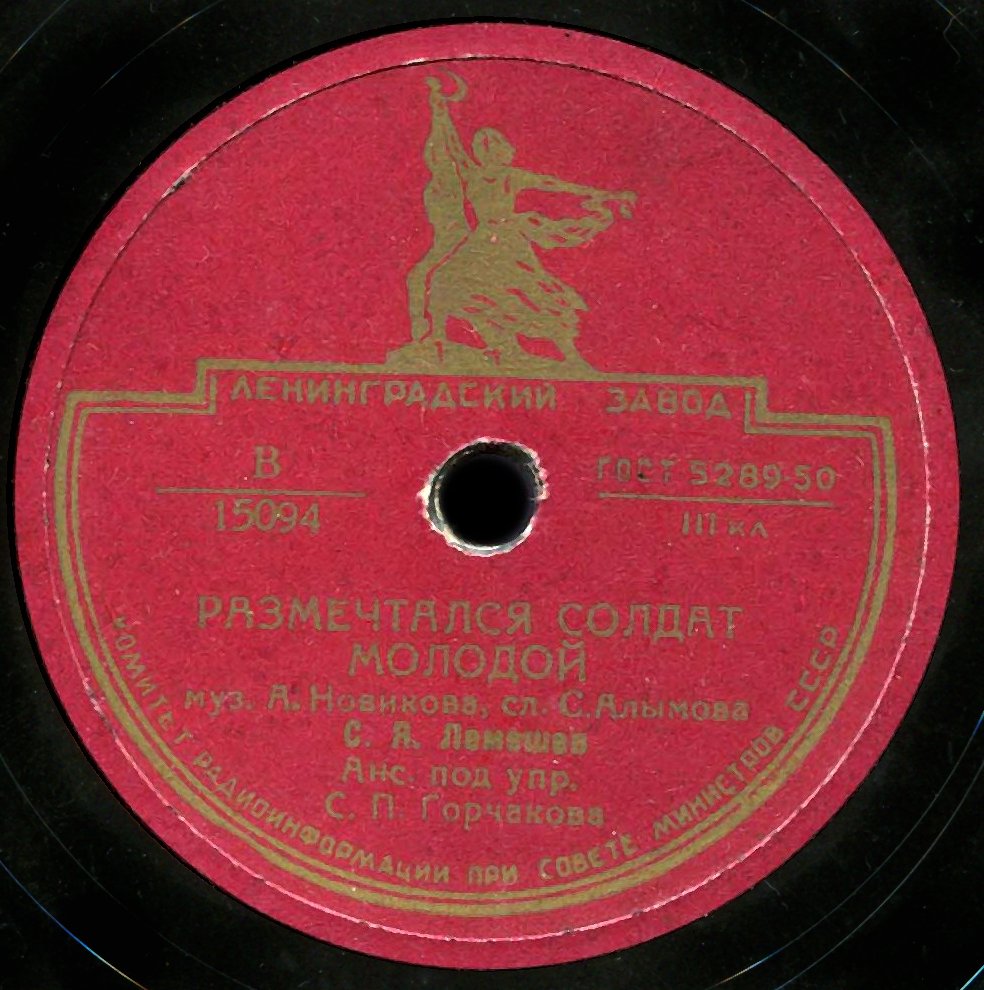 ЛЕНИНГРАДСКИЙ ЗАВОД
В
15094
ГОСТ 5289-50
III кл
РАЗМЕЧТАЛСЯ СОЛДАТ
МОЛОДОЙ
муз. А. Новикова, сл. С. Алымова
С. Я. Лемешев
Анс. под упр.
С. П. Горчакова
КОМИТЕТ РАДИОИНФОРМАЦИИ ПРИ СОВЕТЕ МИНИСТРОВ СССР